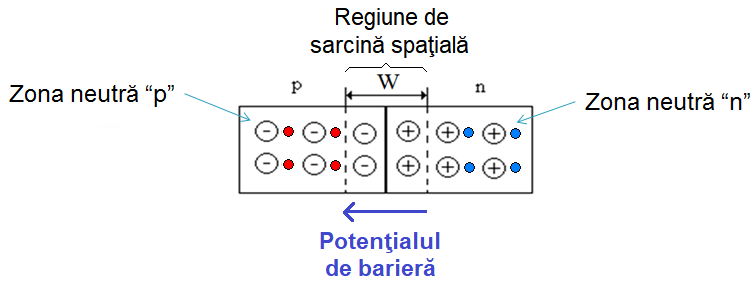 Regiune de
sarcină spaţială
p
W
n
Zona neutră “p”
Zona neutră “n”
Potenţialul
de barieră